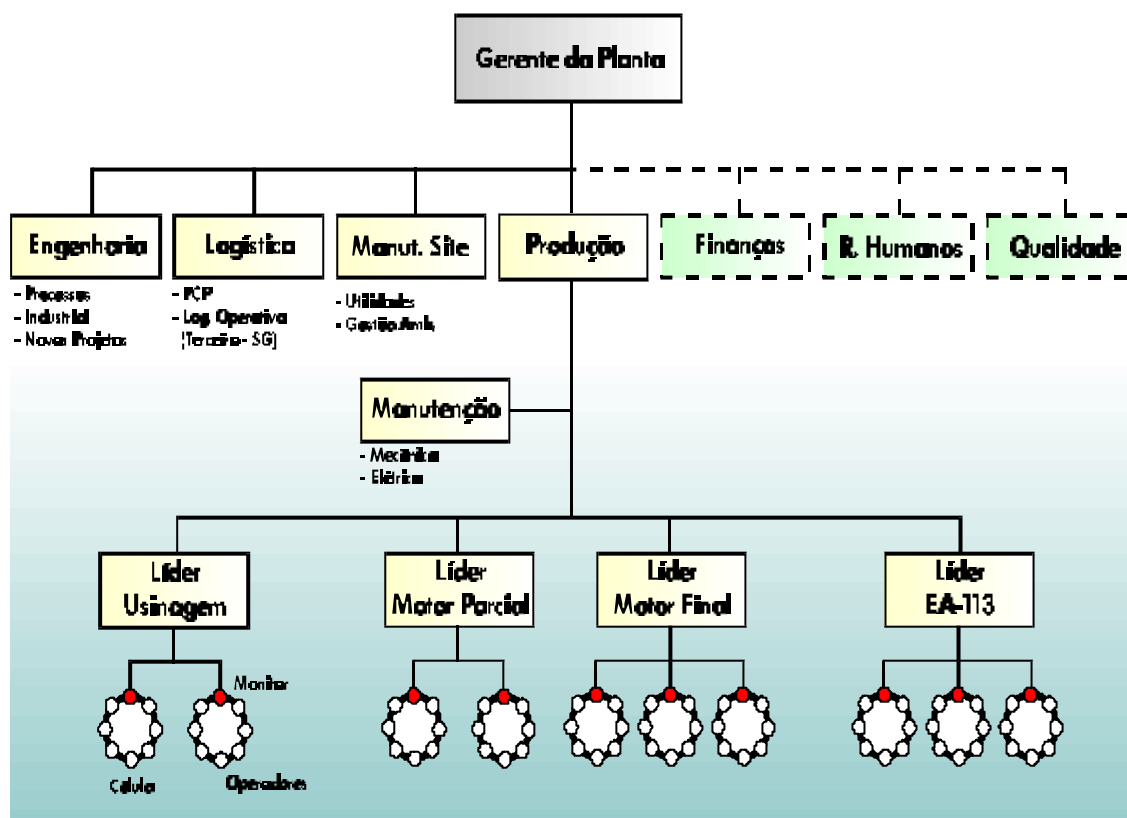 Gerente da Planta
Engenharia
Logística
Manut. Site
Produção
Finanças
R. Humanos
Qualidade
- Processos
- Industrial
- Novos Projetos
- PCP
- Log. Operativa
(Terceiro - SG)
- Utilidades
- Gestão Amb.
Manutenção
- Mecânica
- Elétrica
Líder
Usinagem
Líder
Motor Parcial
Líder
Motor Final
Líder
EA-113
Monitor
Célula
Operadores